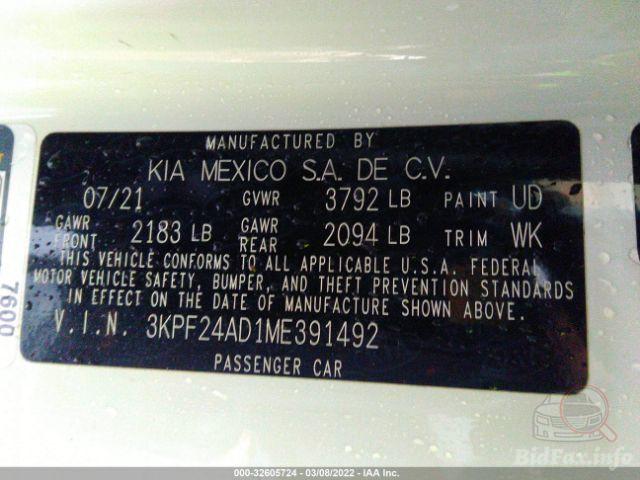 MANUFACTURED BY
KIA MEXICO S.A. DE C.V.
07/21 GVWR 3792 LB PAINT UD
GAWR FRONT 2183 LB GAWR REAR 2094 LB TRIM WK
THIS VEHICLE CONFORMS TO ALL APPLICABLE U.S.A. FEDERAL
MOTOR VEHICLE SAFETY, BUMPER, AND THEFT PREVENTION STANDARDS
IN EFFECT ON THE DATE OF MANUFACTURE SHOWN ABOVE.
V.I.N. 3KPF24AD1ME391492
PASSENGER CAR
7600
BidFax.info
000-32605724 - 03/08/2022 - IAA Inc.